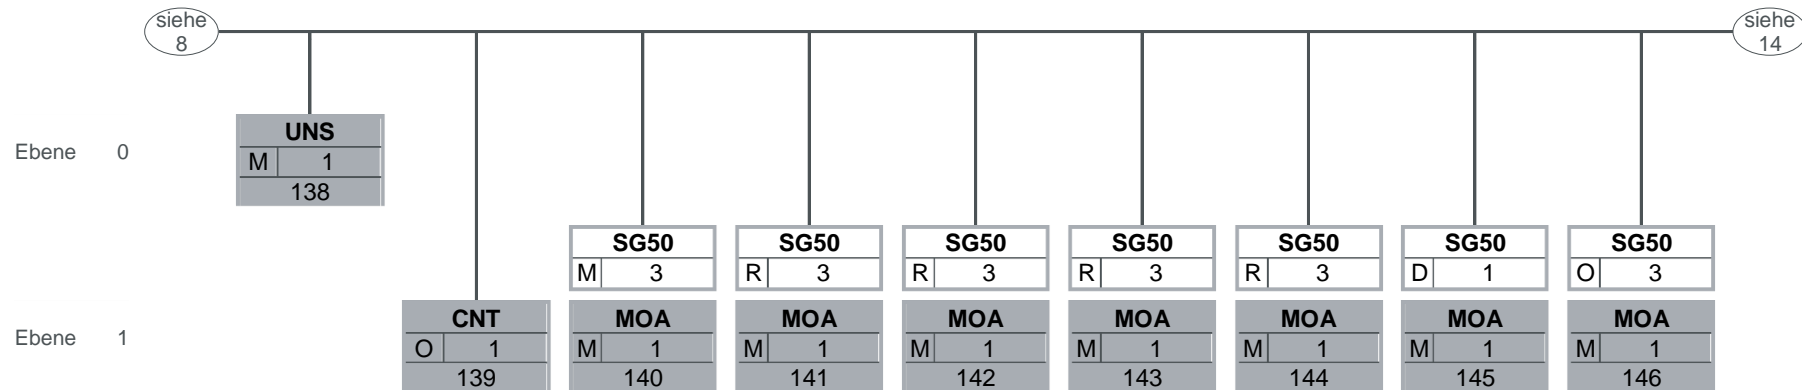 siehe siehe
8 14
UNS
Ebene 0 M 1
138
SG50 SG50 SG50 SG50 SG50 SG50 SG50
M 3 R 3 R 3 R 3 R 3 D 1 O 3
CNT MOA MOA MOA MOA MOA MOA MOA
Ebene 1 O 1 M 1 M 1 M 1 M 1 M 1 M 1 M 1
139 140 141 142 143 144 145 146